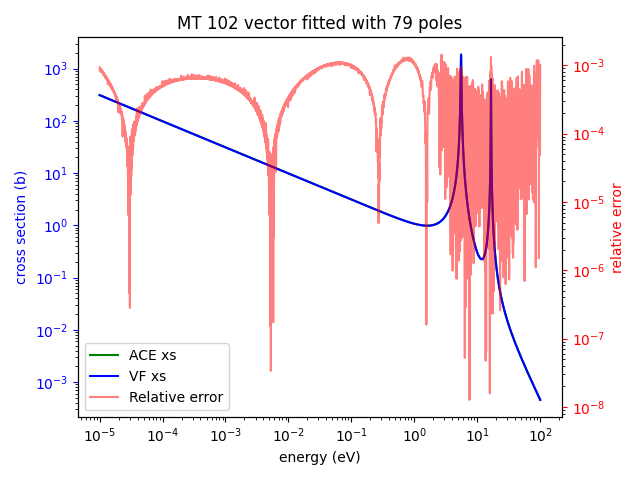 MT 102 vector fitted with 79 poles
cross section (b)
10³
10²
10¹
10⁰
10⁻¹
10⁻²
10⁻³
10⁻³
10⁻⁴
10⁻⁵
10⁻⁶
10⁻⁷
10⁻⁸
relative error
ACE xs
VF xs
Relative error
10⁻⁵ 10⁻⁴ 10⁻³ 10⁻² 10⁻¹ 10⁰ 10¹ 10²
energy (eV)